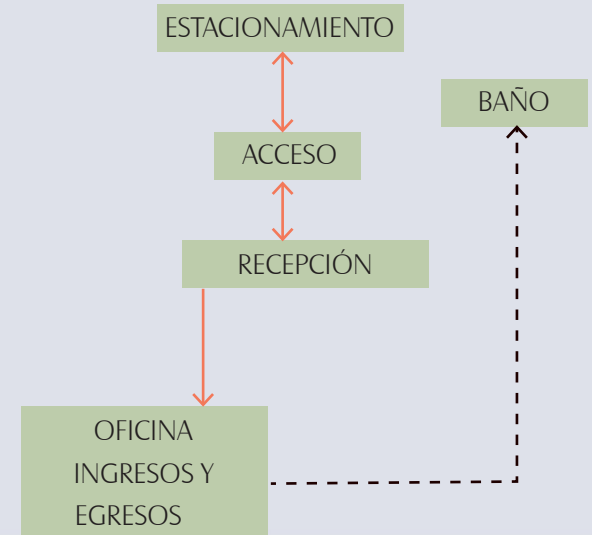 ESTACIONAMIENTO
BAÑO
ACCESO
RECEPCIÓN
OFICINA
INGRESOS Y
EGRESOS